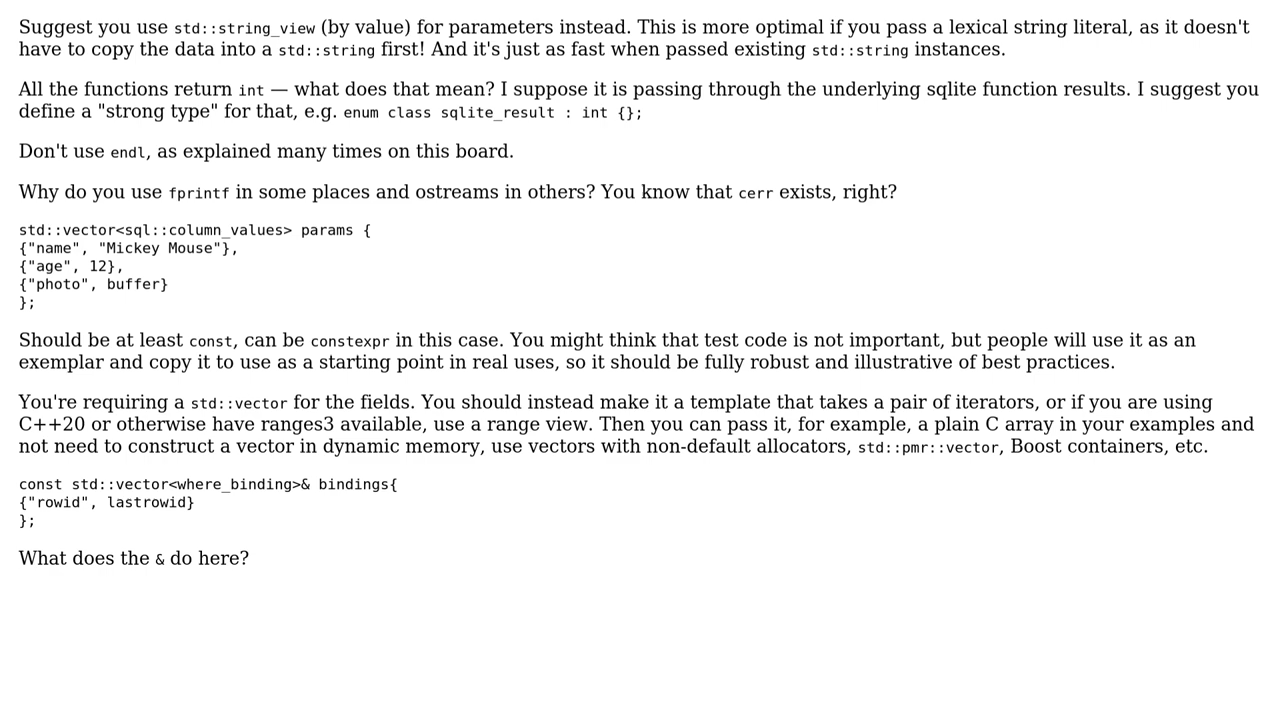 Suggest you use std::string_view (by value) for parameters instead. This is more optimal if you pass a lexical string literal, as it doesn't
have to copy the data into a std::string first! And it's just as fast when passed existing std::string instances.
All the functions return int — what does that mean? I suppose it is passing through the underlying sqlite function results. I suggest you
define a "strong type" for that, e.g. enum class sqlite_result : int {};
Don't use endl, as explained many times on this board.
Why do you use fprintf in some places and ostreams in others? You know that cerr exists, right?
std::vector<sql::column_values> params {
{"name", "Mickey Mouse"},
{"age", 12},
{"photo", buffer}
};
Should be at least const, can be constexpr in this case. You might think that test code is not important, but people will use it as an
exemplar and copy it to use as a starting point in real uses, so it should be fully robust and illustrative of best practices.
You're requiring a std::vector for the fields. You should instead make it a template that takes a pair of iterators, or if you are using
C++20 or otherwise have ranges3 available, use a range view. Then you can pass it, for example, a plain C array in your examples and
not need to construct a vector in dynamic memory, use vectors with non-default allocators, std::pmr::vector, Boost containers, etc.
const std::vector<where_binding>& bindings{
{"rowid", lastrowid}
};
What does the & do here?